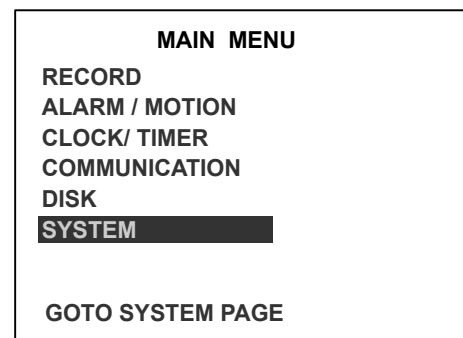 MAIN MENU
RECORD
ALARM / MOTION
CLOCK/ TIMER
COMMUNICATION
DISK
SYSTEM
GOTO SYSTEM PAGE